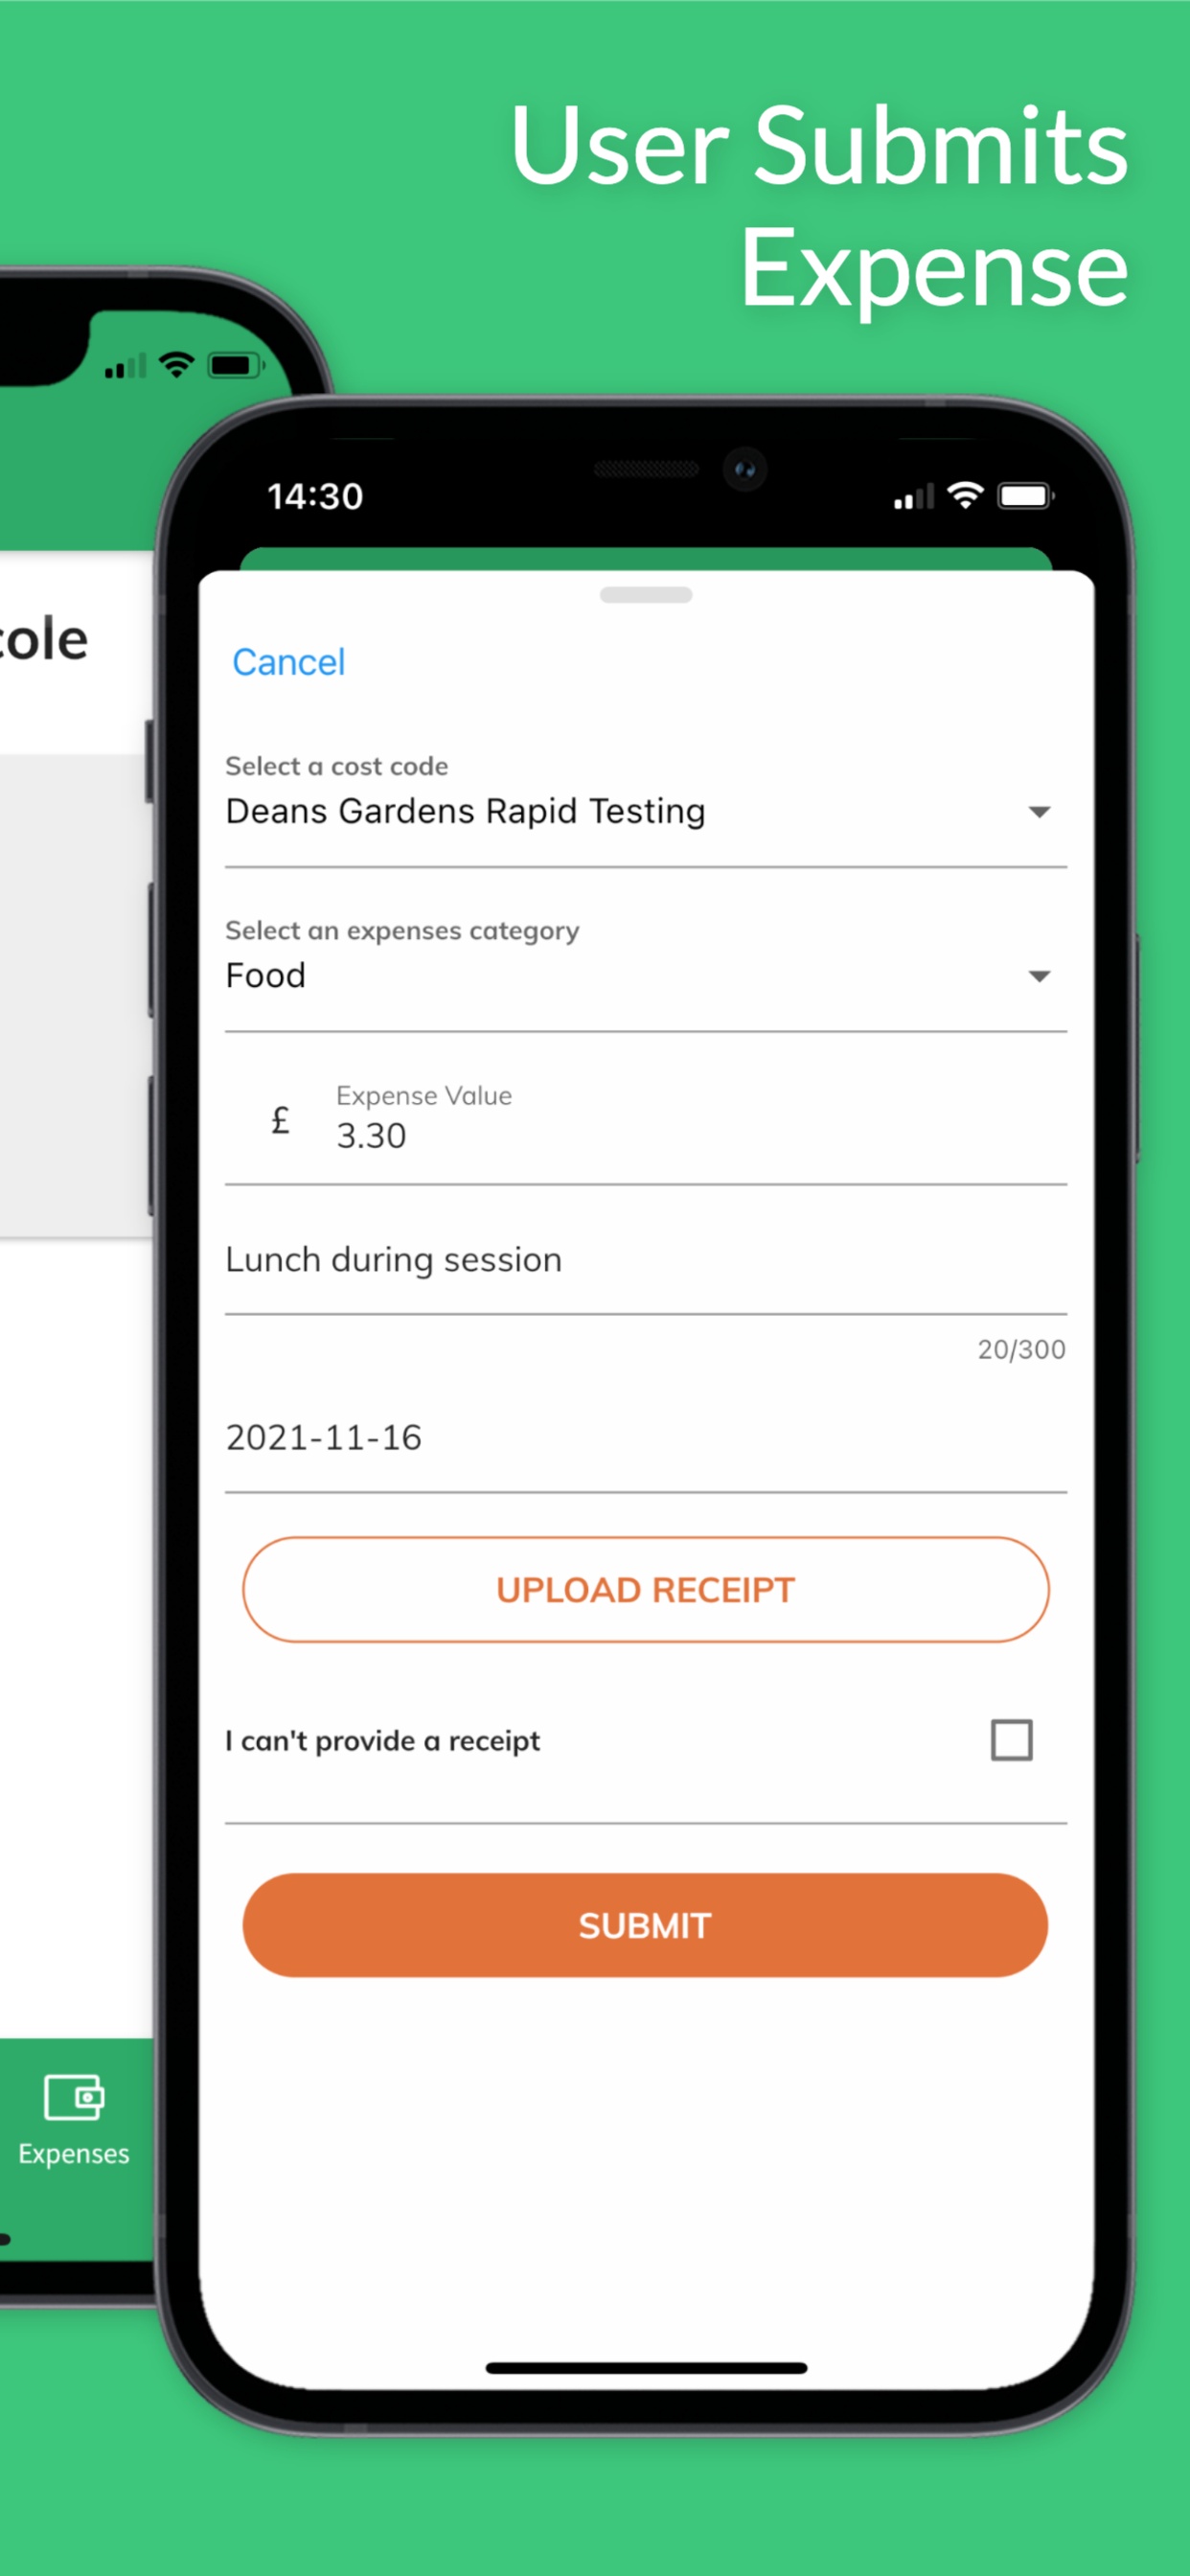 User Submits
Expense
14:30
Cancel
Select a cost code
Deans Gardens Rapid Testing
Select an expenses category
Food
£
Expense Value
3.30
Lunch during session
20/300
2021-11-16
UPLOAD RECEIPT
I can't provide a receipt
SUBMIT
cole
Expenses